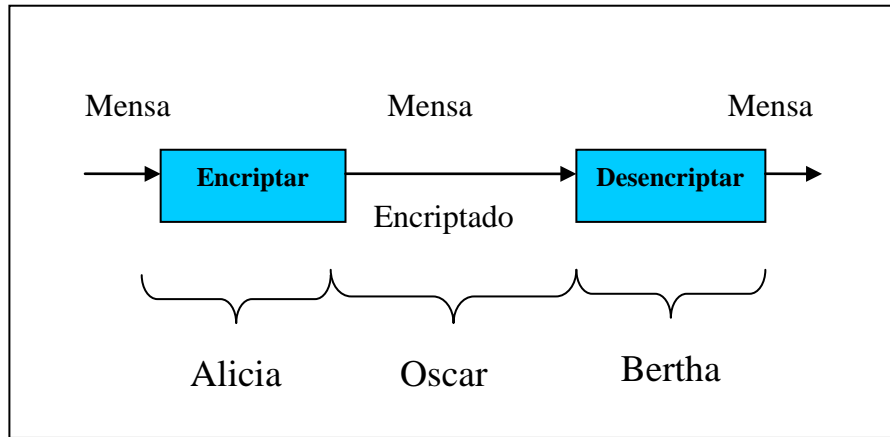 Mensa Mensa Mensa
Encriptar Desencriptar
Encriptado
Alicia Oscar Bertha